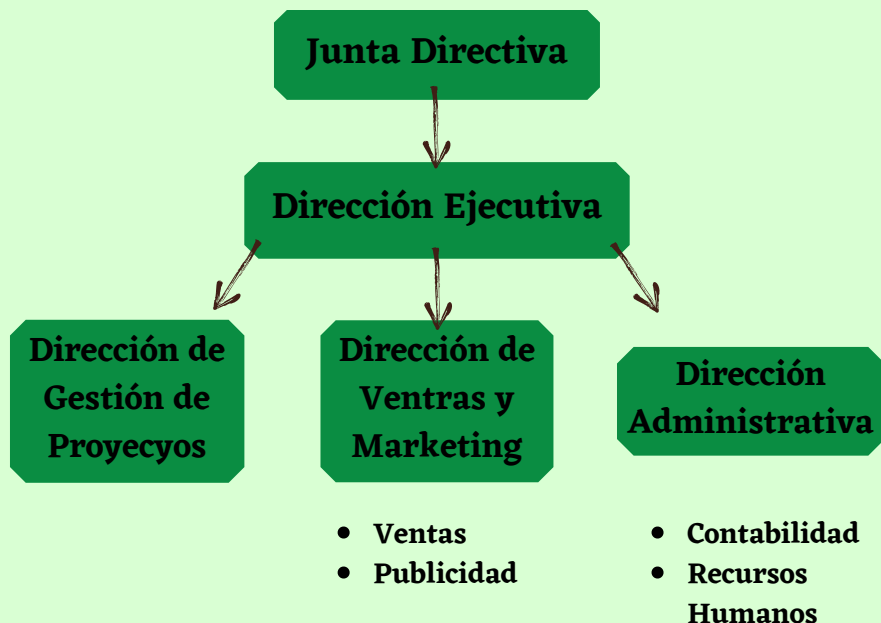 Junta Directiva
Dirección Ejecutiva
Dirección de
Gestión de
Proyecyos
Dirección de
Ventras y
Marketing
Dirección
Administrativa
• Ventas
• Publicidad
• Contabilidad
• Recursos
Humanos